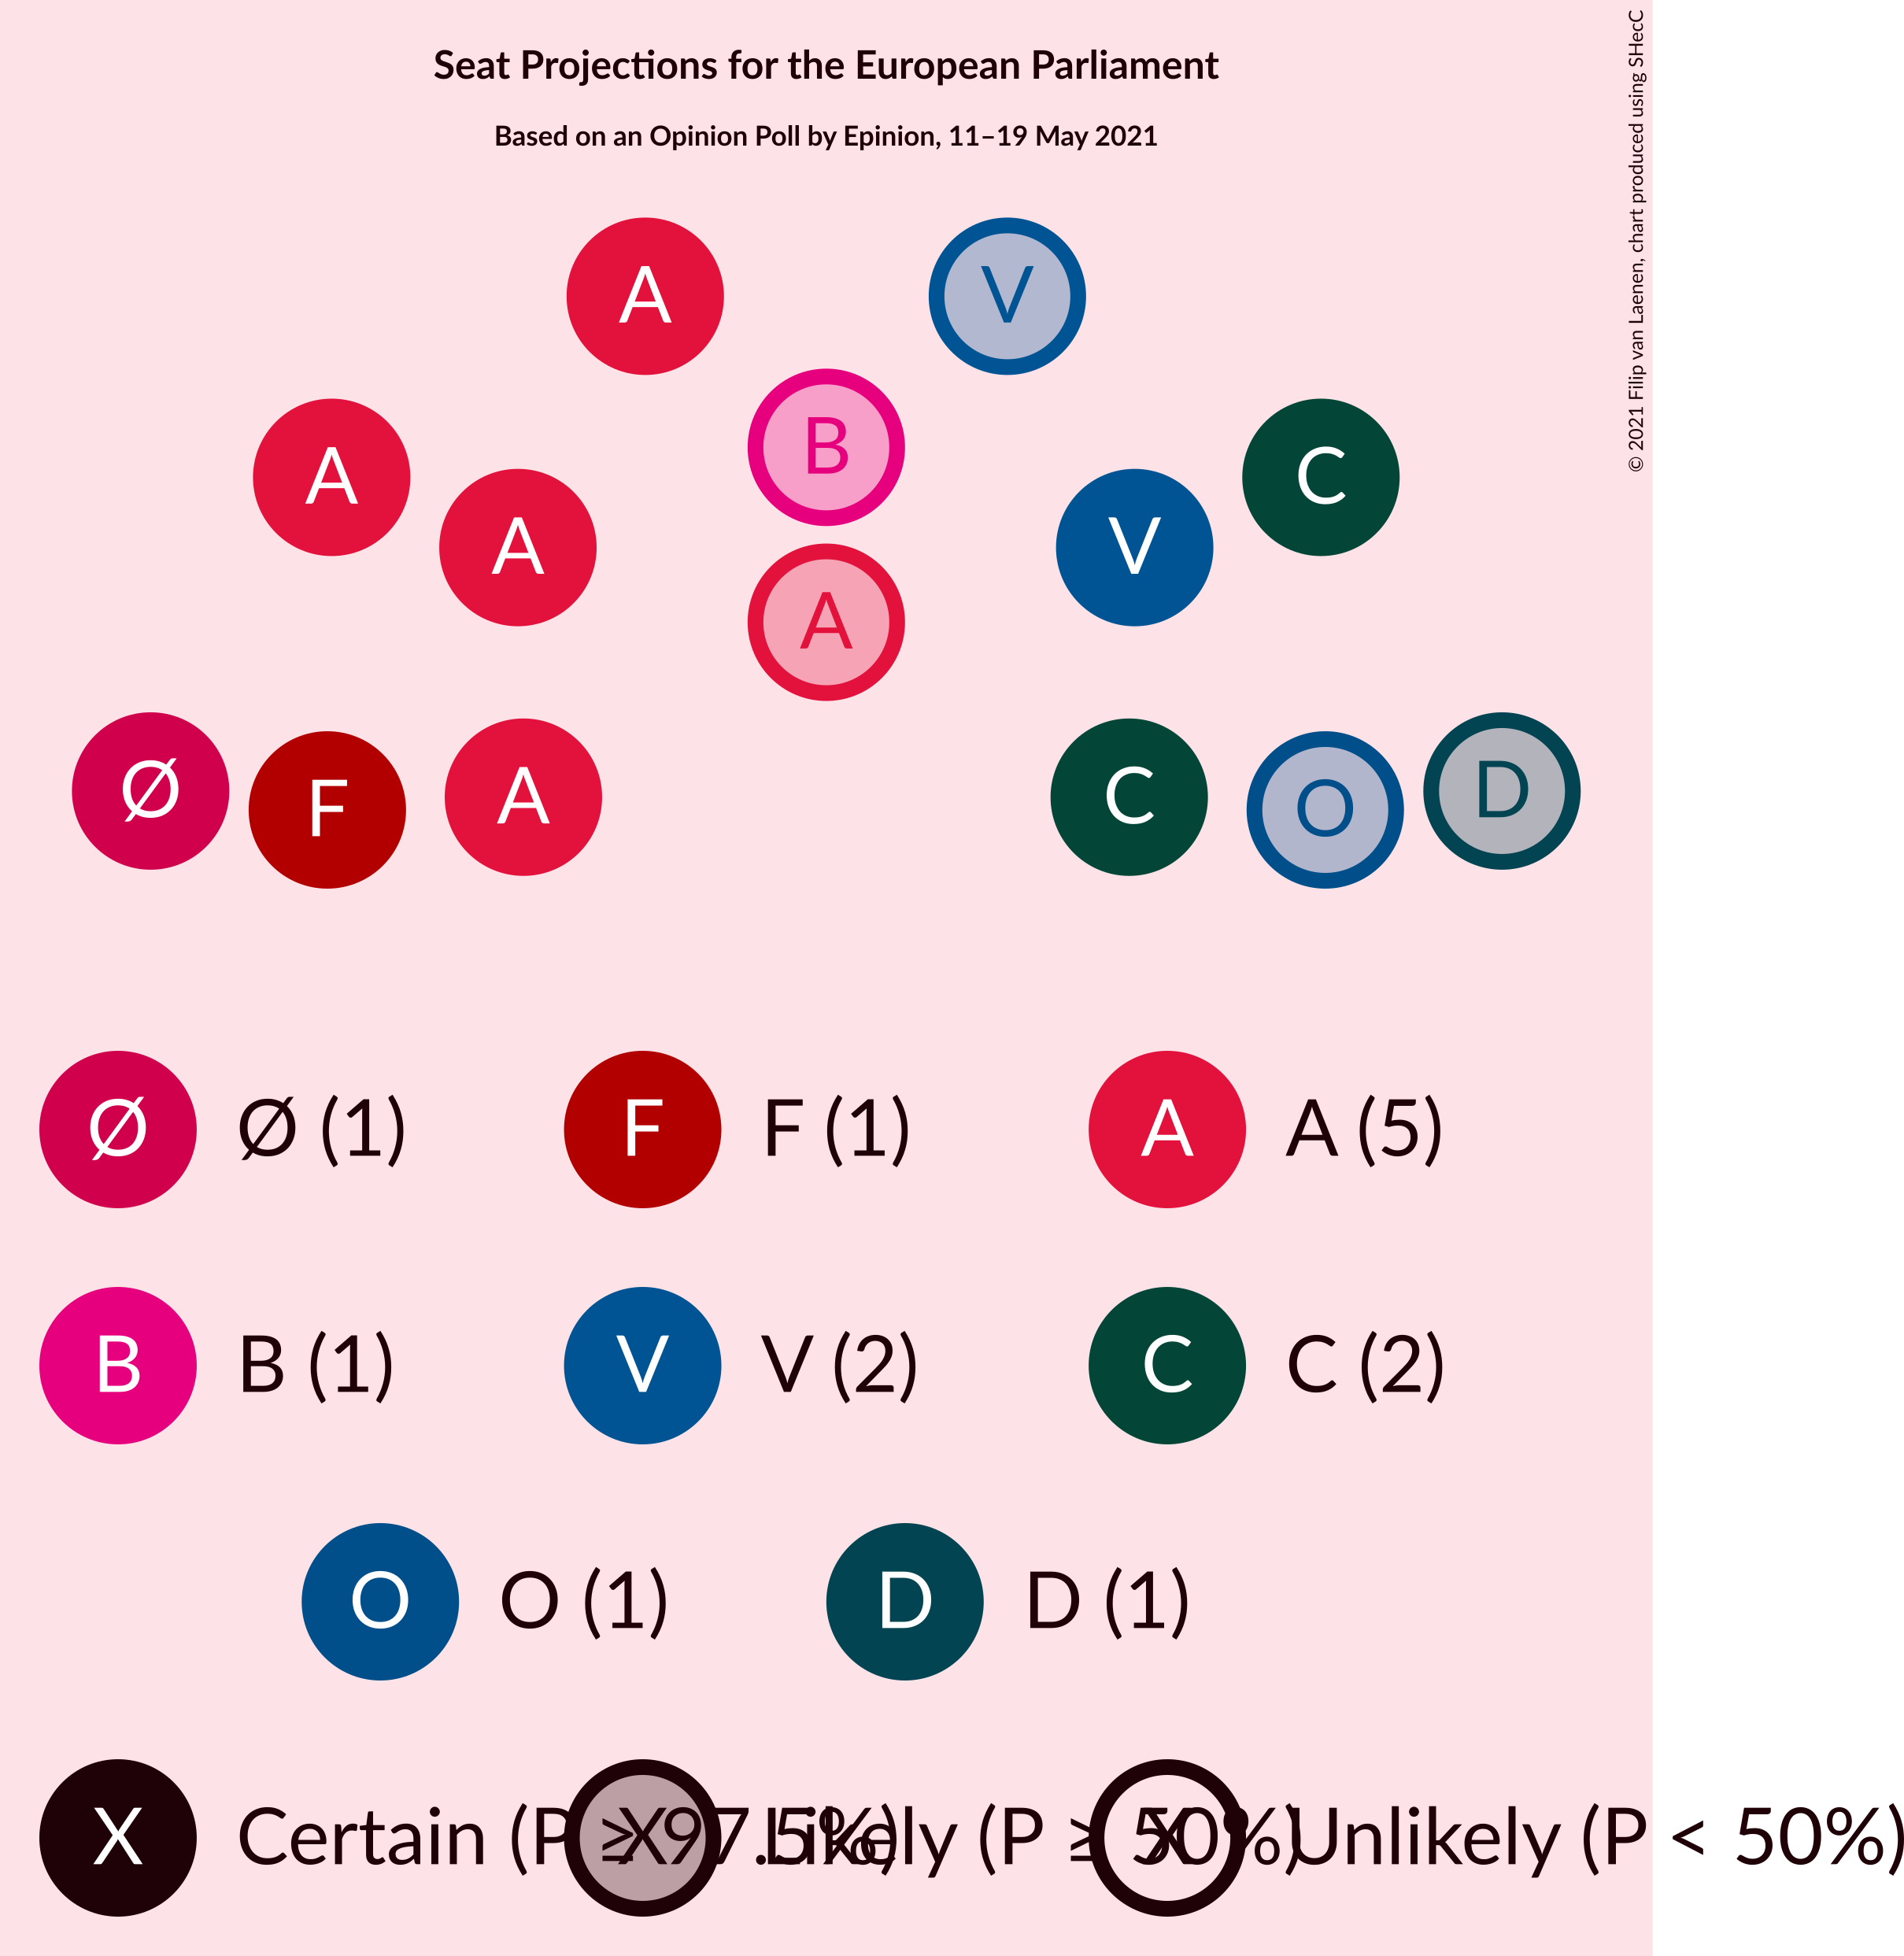 Seat Projections for the European Parliament
Based on an Opinion Poll by Epinion, 11–19 May 2021
© 2021 Filip van Laenen, chart produced using SHecC
A V
B
A C
A V
A
Ø F A C O D
Ø Ø (1) F F (1) A A (5)
B B (1) V V (2) C C (2)
O O (1) D D (1)
X Certain (P ≥ 97.5%) X Likely (P ≥ 50%) X Unlikely (P < 50%)